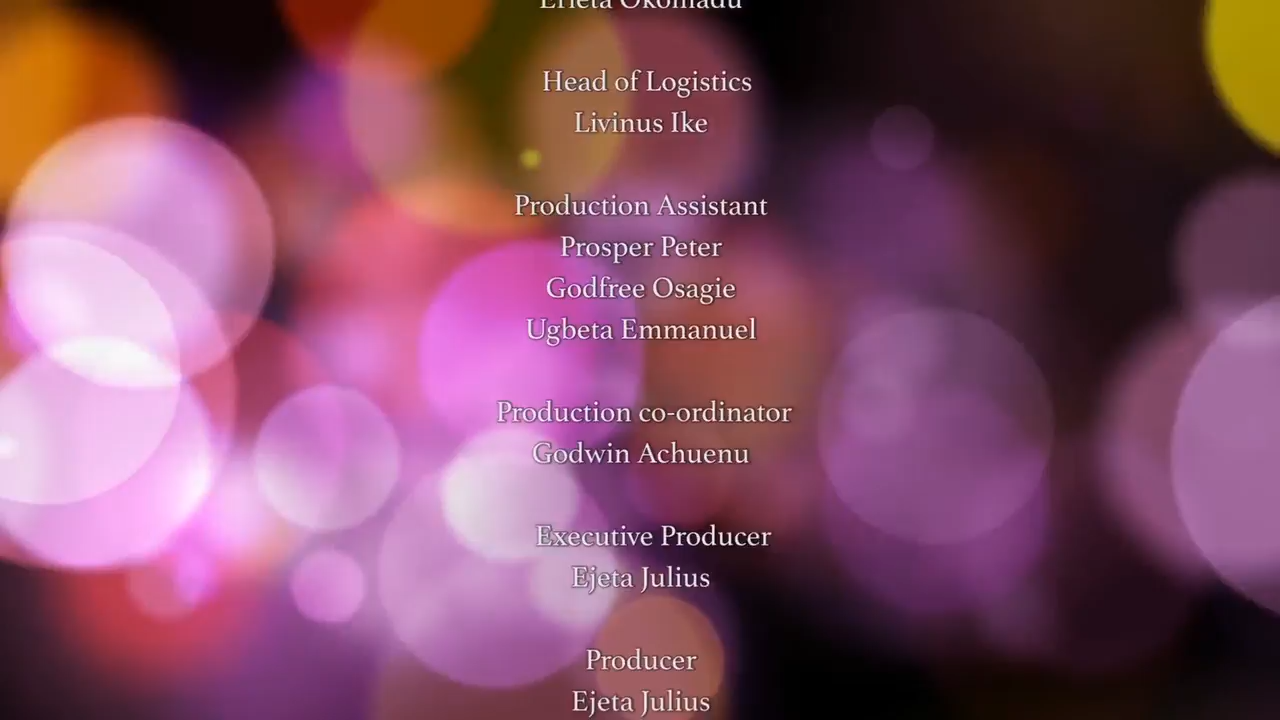 Head of Logistics
Livinus Ike
Production Assistant
Prosper Peter
Godfree Osagie
Ugbeta Emmanuel
Production co-ordinator
Godwin Achuenu
Executive Producer
Ejeta Julius
Producer
Ejeta Julius